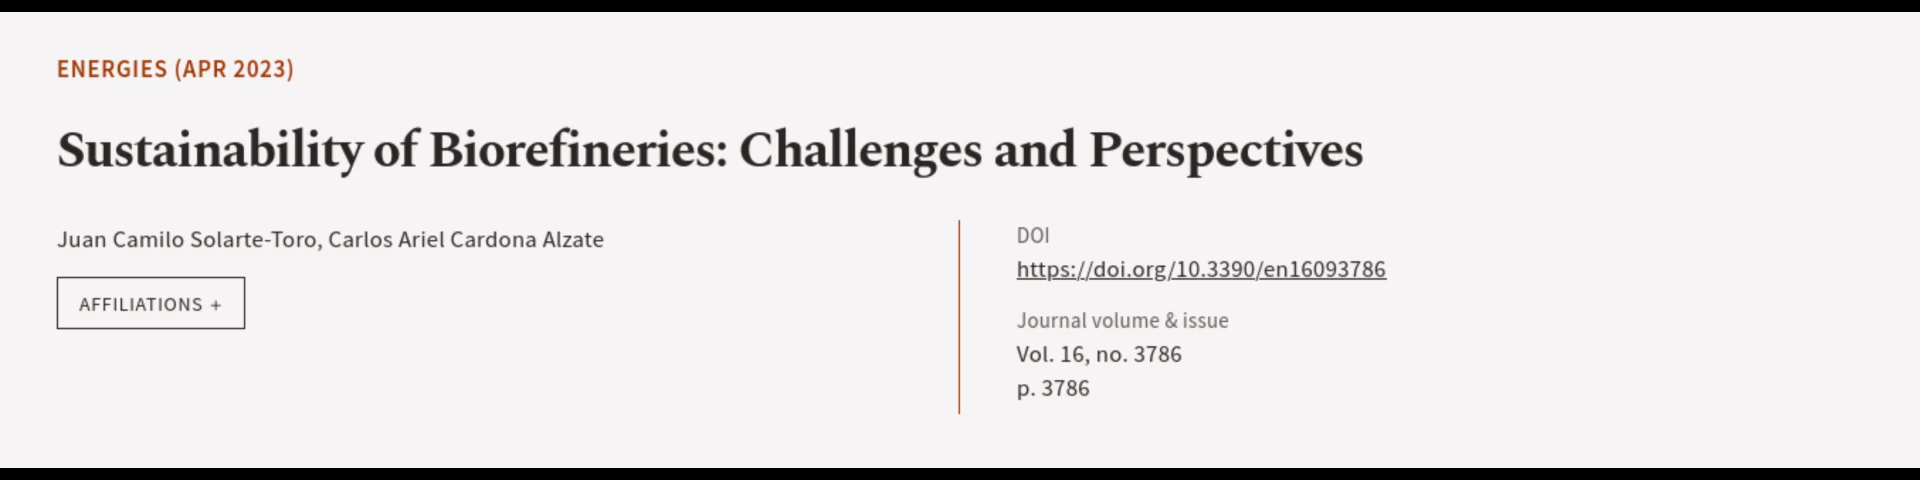 ENERGIES (APR 2023)
Sustainability of Biorefineries: Challenges and Perspectives
Juan Camilo Solarte-Toro, Carlos Ariel Cardona Alzate
AFFILIATIONS +
DOI
https://doi.org/10.3390/en16093786
Journal volume & issue
Vol. 16, no. 3786
p. 3786